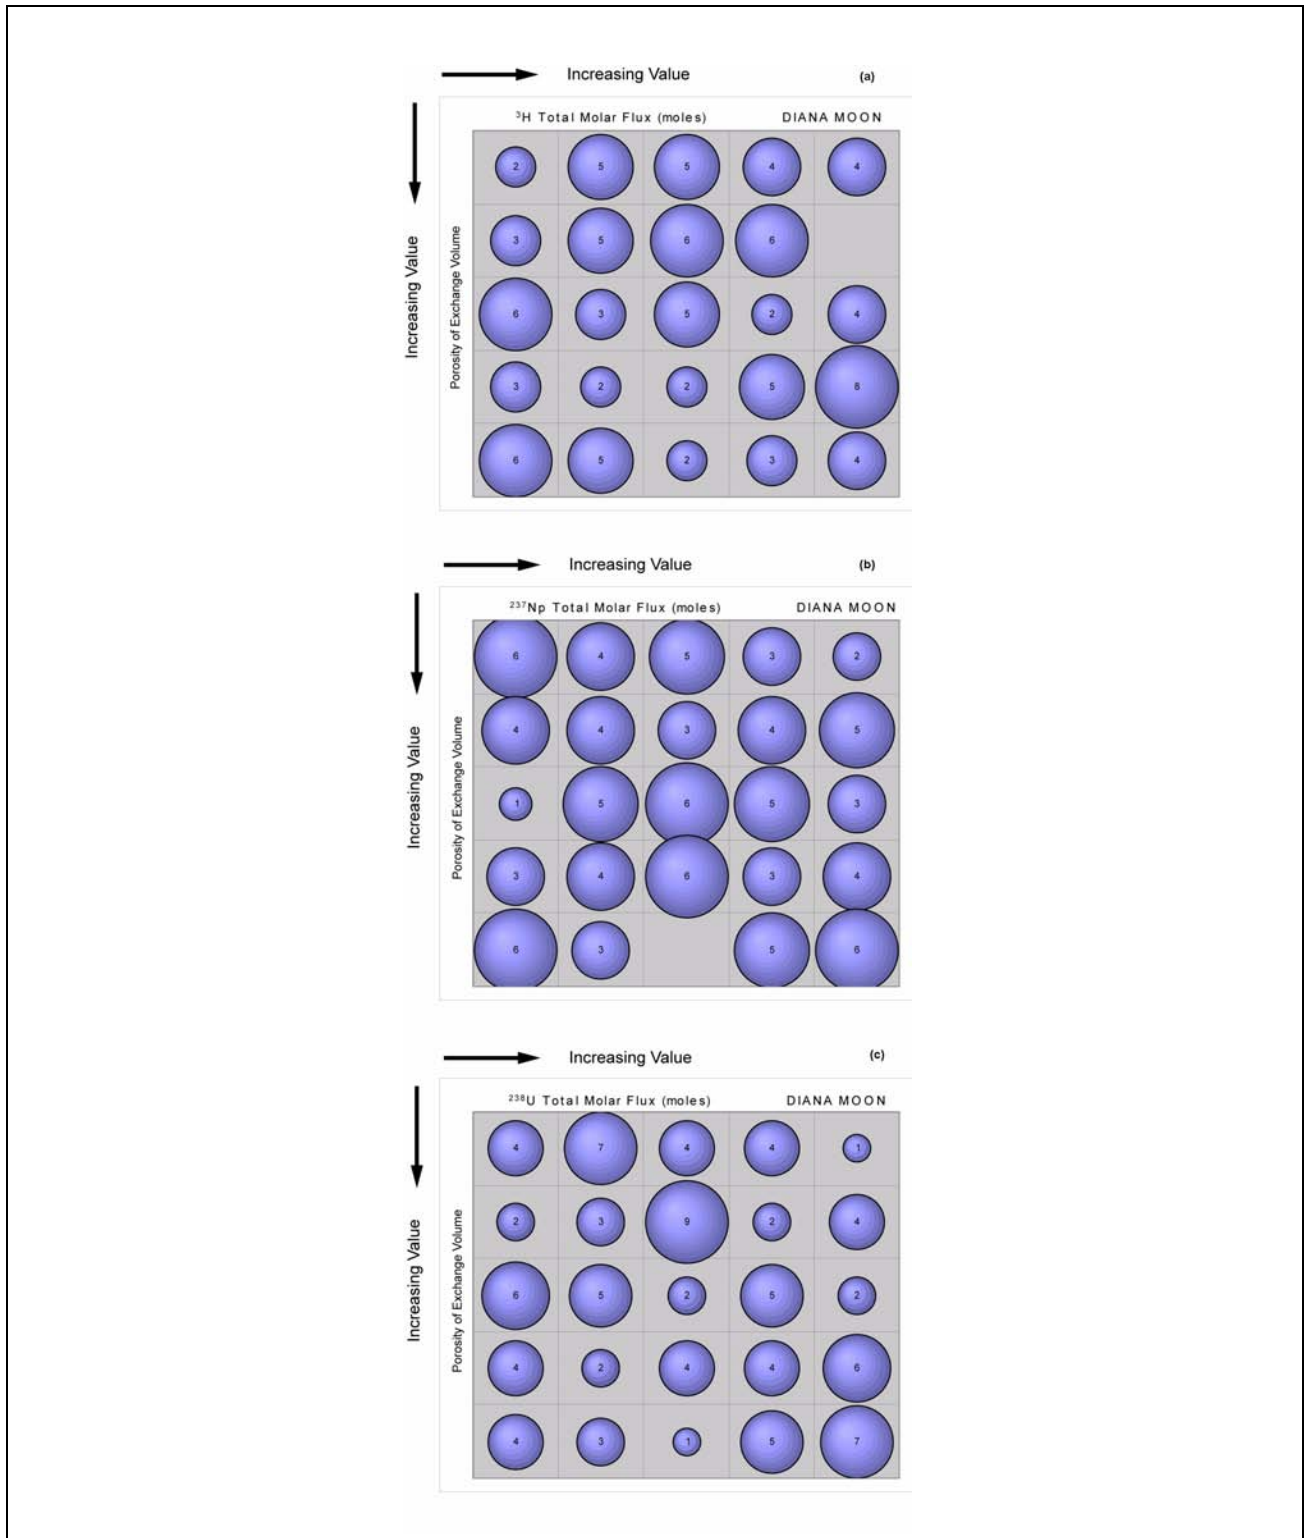 Increasing Value (a)
Increasing Value
³H Total Molar Flux (moles) DIANA MOON
Porosity of Exchange Volume
2 5 5 4 4
3 5 6 6
6 3 5 2 4
3 2 2 5 8
6 5 2 3 4
Increasing Value (b)
Increasing Value
²³⁷Np Total Molar Flux (moles) DIANA MOON
Porosity of Exchange Volume
6 4 5 3 2
4 4 3 4 5
1 5 6 5 3
3 4 6 3 4
6 3 5 6
Increasing Value (c)
Increasing Value
²³⁸U Total Molar Flux (moles) DIANA MOON
Porosity of Exchange Volume
4 7 4 4 1
2 3 9 2 4
6 5 2 5 2
4 2 4 4 6
4 3 1 5 7